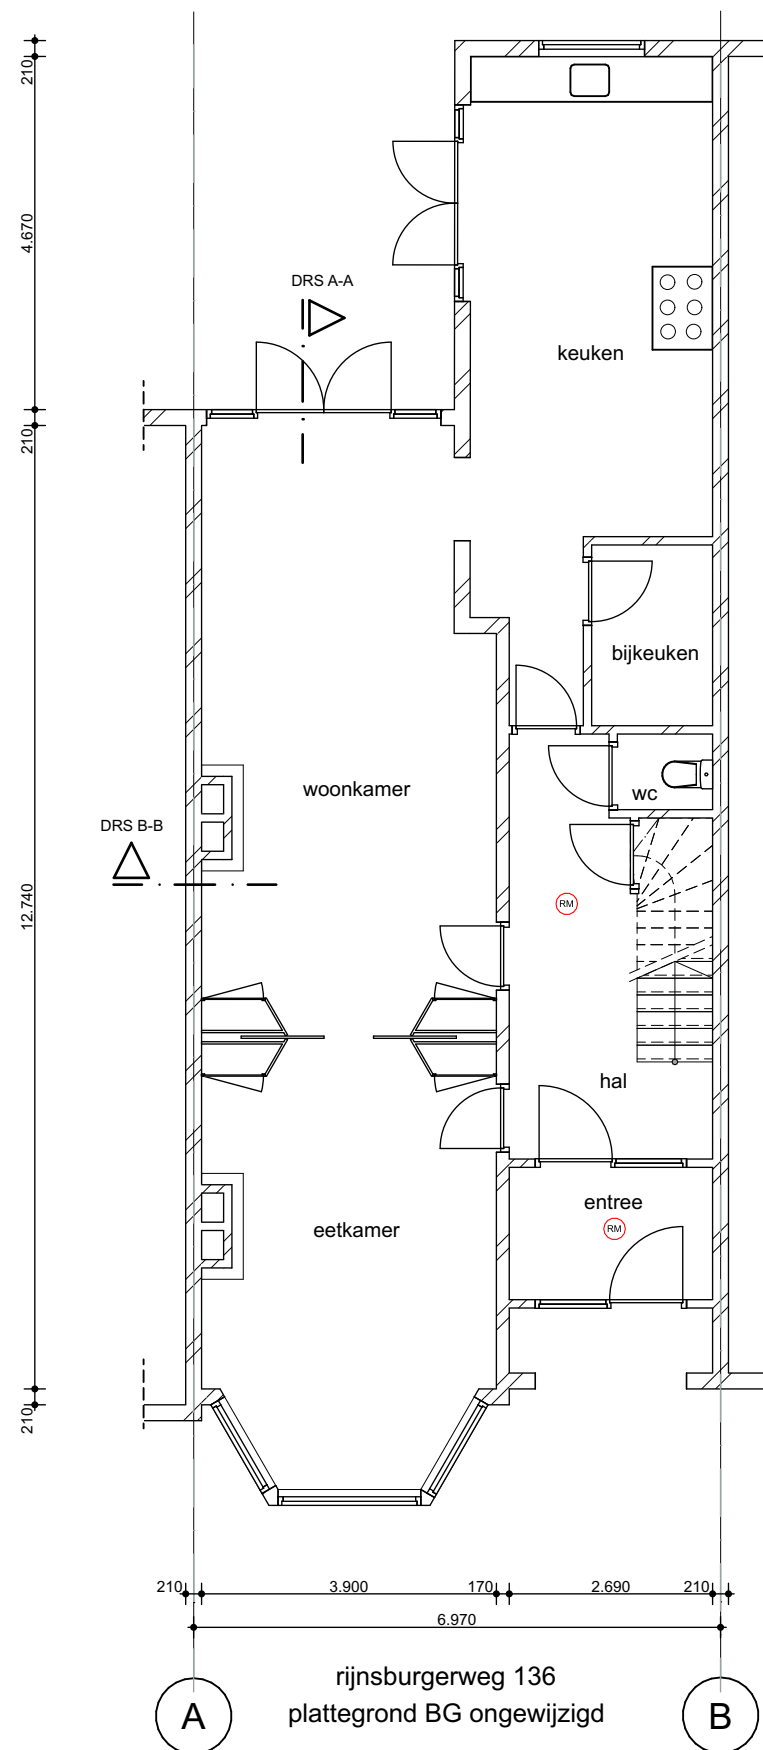 210
4.670
DRS A-A
keuken
210
bijkeuken
woonkamer
wc
DRS B-B
12.740
RM
hal
entree
RM
eetkamer
210
210
3.900
170
2.690
210
6.970
rijnsburgerweg 136
plattegrond BG ongewijzigd
A
B